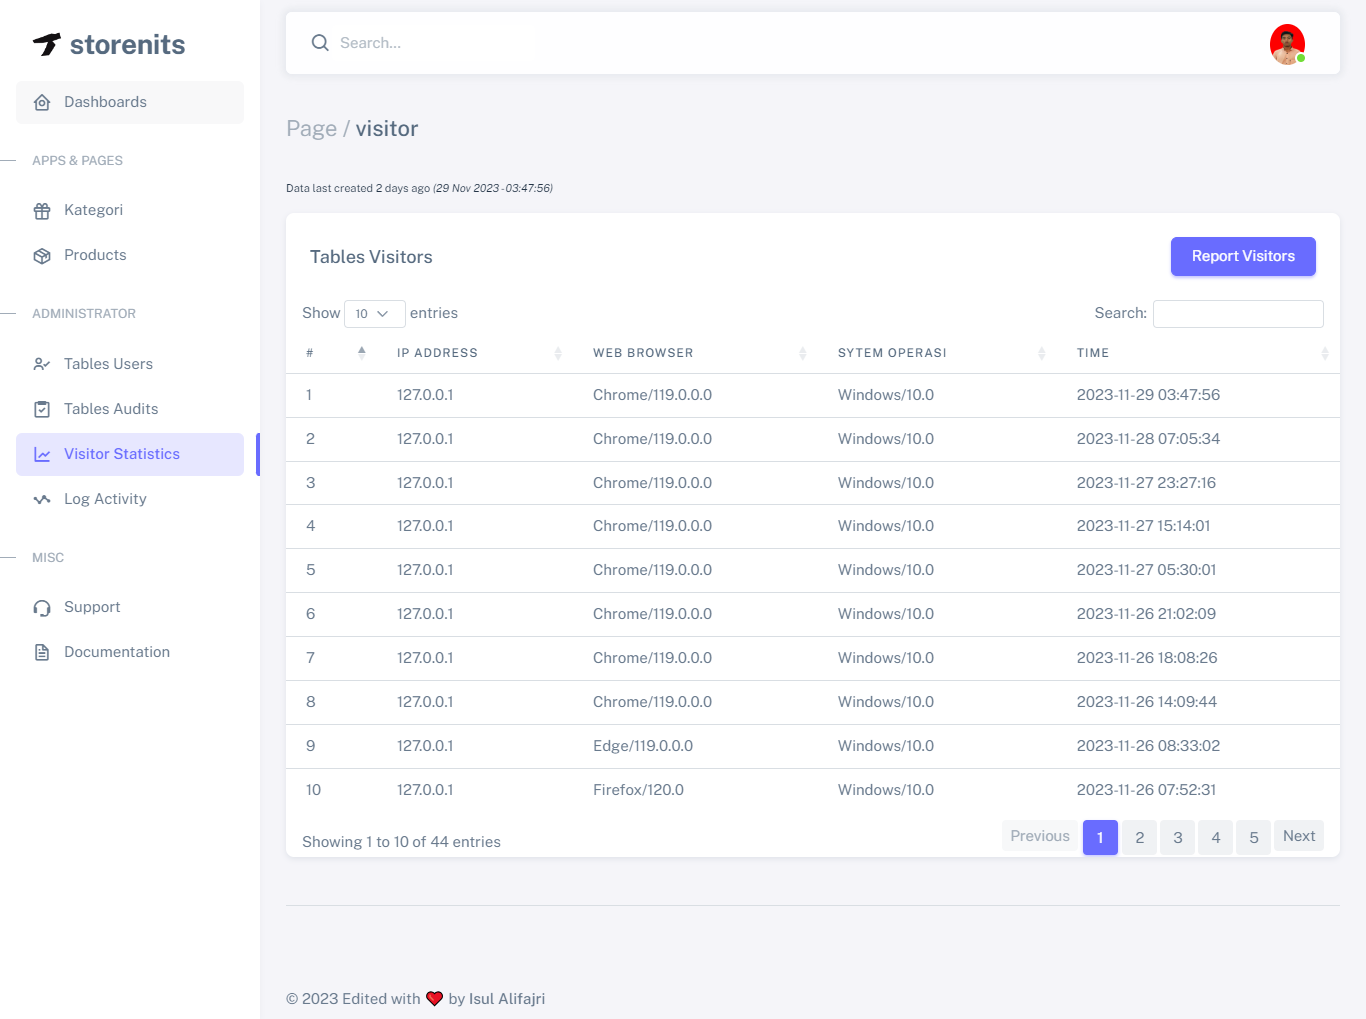 storenits
Search...
Dashboards
Page / visitor
APPS & PAGES
Data last created 2 days ago (29 Nov 2023 - 03:47:56)
Kategori
Products
Tables Visitors
Report Visitors
ADMINISTRATOR
Show 10 entries
Search:
Tables Users
Tables Audits
Visitor Statistics
Log Activity
MISC
Support
Documentation
# IP ADDRESS WEB BROWSER SYTEM OPERASI TIME
1 127.0.0.1 Chrome/119.0.0.0 Windows/10.0 2023-11-29 03:47:56
2 127.0.0.1 Chrome/119.0.0.0 Windows/10.0 2023-11-28 07:05:34
3 127.0.0.1 Chrome/119.0.0.0 Windows/10.0 2023-11-27 23:27:16
4 127.0.0.1 Chrome/119.0.0.0 Windows/10.0 2023-11-27 15:14:01
5 127.0.0.1 Chrome/119.0.0.0 Windows/10.0 2023-11-27 05:30:01
6 127.0.0.1 Chrome/119.0.0.0 Windows/10.0 2023-11-26 21:02:09
7 127.0.0.1 Chrome/119.0.0.0 Windows/10.0 2023-11-26 18:08:26
8 127.0.0.1 Chrome/119.0.0.0 Windows/10.0 2023-11-26 14:09:44
9 127.0.0.1 Edge/119.0.0.0 Windows/10.0 2023-11-26 08:33:02
10 127.0.0.1 Firefox/120.0 Windows/10.0 2023-11-26 07:52:31
Showing 1 to 10 of 44 entries
Previous 1 2 3 4 5 Next
© 2023 Edited with ❤️ by Isul Alifajri